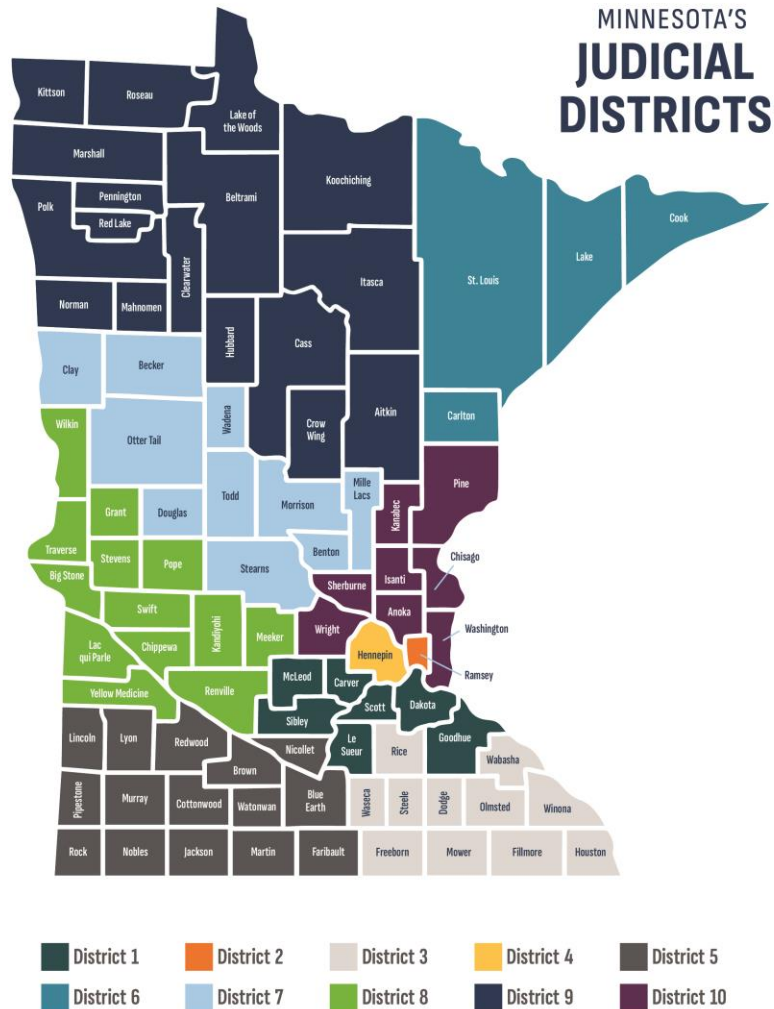 MINNESOTA'S
JUDICIAL
DISTRICTS
Kittson
Roseau
Lake of
the Woods
Marshall
Koochiching
Polk
Pennington
Red Lake
Beltrami
Clearwater
Cook
Lake
St. Louis
Itasca
Norman
Mahnomen
Hubbard
Cass
Clay
Becker
Wadena
Crow
Wing
Aitkin
Carlton
Wilkin
Otter Tail
Todd
Morrison
Mille
Lacs
Kanabec
Pine
Grant
Douglas
Traverse
Stevens
Pope
Stearns
Benton
Chisago
Big Stone
Sherburne
Isanti
Swift
Kandiyohi
Meeker
Wright
Anoka
Washington
Lac
qui Parle
Chippewa
Hennepin
Ramsey
Yellow Medicine
Renville
McLeod
Carver
Scott
Dakota
Sibley
Lincoln
Lyon
Redwood
Nicollet
Le
Sueur
Rice
Goodhue
Wabasha
Brown
Pipestone
Murray
Cottonwood
Watonwan
Blue
Earth
Waseca
Steele
Dodge
Olmsted
Winona
Rock
Nobles
Jackson
Martin
Faribault
Freeborn
Mower
Fillmore
Houston
District 1
District 2
District 3
District 4
District 5
District 6
District 7
District 8
District 9
District 10